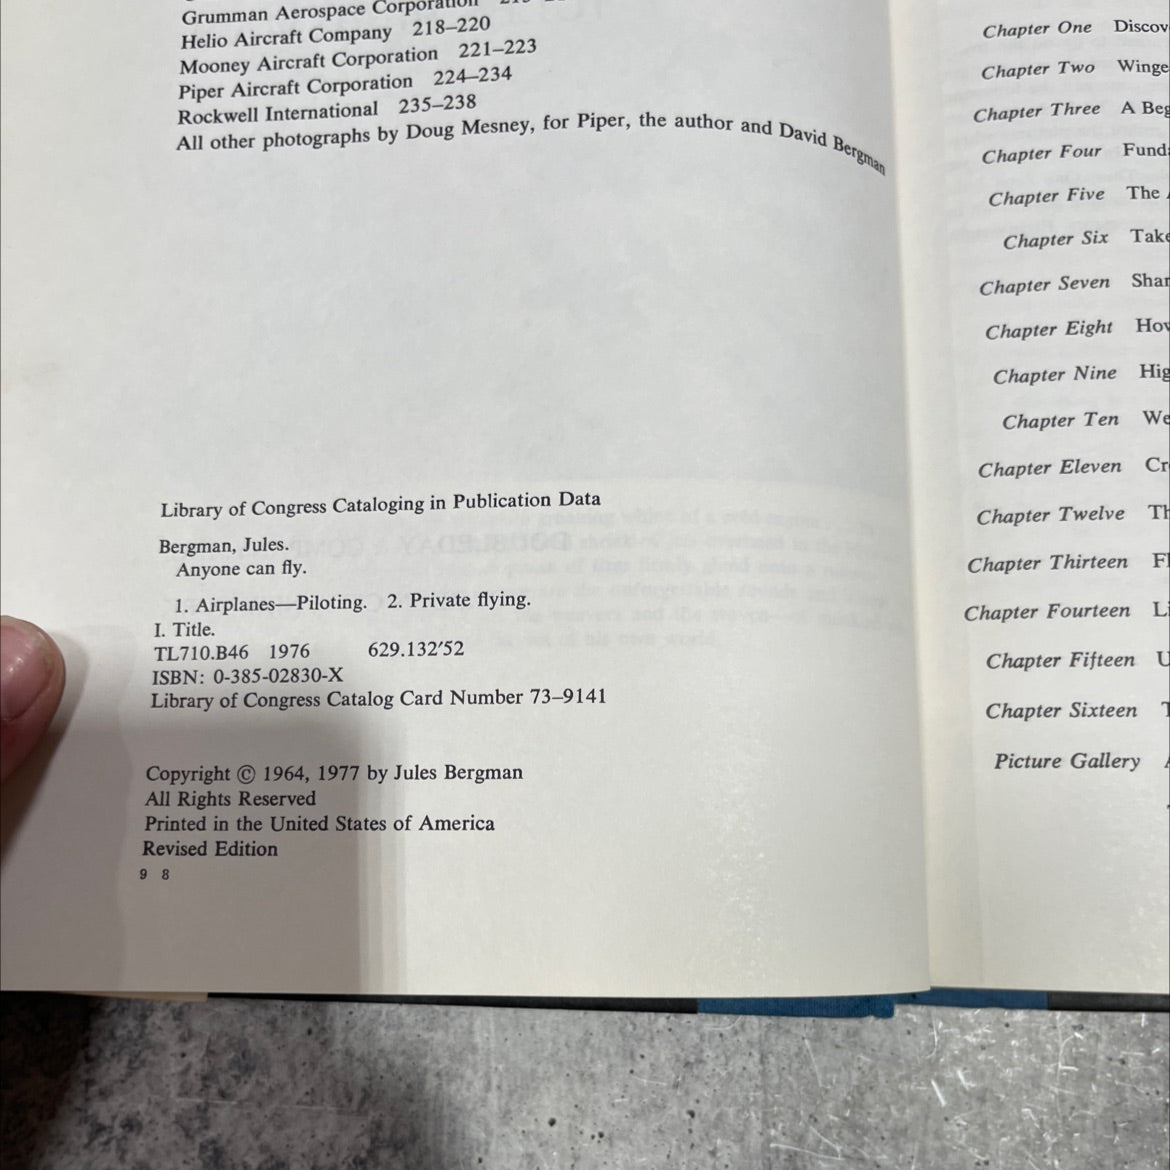 Grumman Aerospace Corporation
Helio Aircraft Company 218–220
Mooney Aircraft Corporation 221–223
Piper Aircraft Corporation 224–234
Rockwell International 235–238
All other photographs by Doug Mesney, for Piper, the author and David Bergman
Library of Congress Cataloging in Publication Data
Bergman, Jules.
Anyone can fly.
1. Airplanes—Piloting. 2. Private flying.
I. Title.
TL710.B46 1976 629.132′52
ISBN: 0-385-02830-X
Library of Congress Catalog Card Number 73–9141
Copyright © 1964, 1977 by Jules Bergman
All Rights Reserved
Printed in the United States of America
Revised Edition
9 8
Chapter One
Chapter Two
Chapter Three A
Chapter Four
Chapter Five The
Chapter Six
Chapter Seven
Chapter Eight
Chapter Nine
Chapter Ten
Chapter Eleven
Chapter Twelve
Chapter Thirteen
Chapter Fourteen
Chapter Fifteen
Chapter Sixteen
Picture Gallery